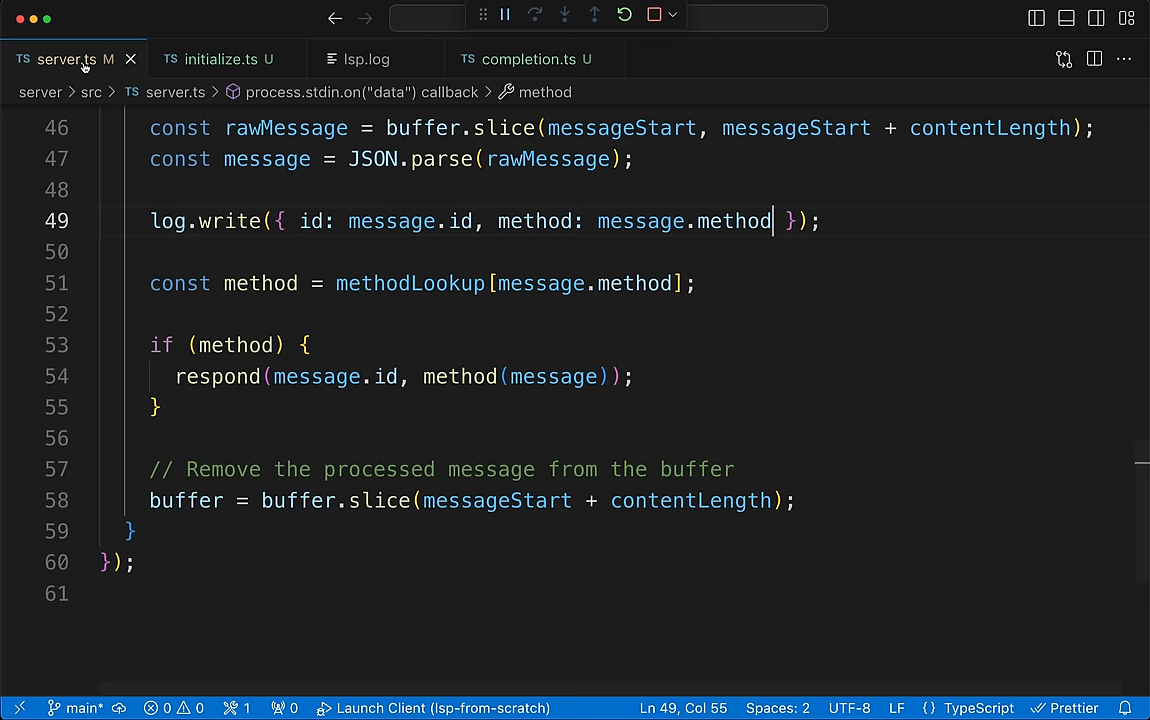 TS server.ts M TS initialize.ts U lsp.log TS completion.ts U
server > src > TS server.ts > process.stdin.on("data") callback > method
46 const rawMessage = buffer.slice(messageStart, messageStart + contentLength);
47 const message = JSON.parse(rawMessage);
48
49 log.write({ id: message.id, method: message.method });
50
51 const method = methodLookup[message.method];
52
53 if (method) {
54 respond(message.id, method(message));
55 }
56
57 // Remove the processed message from the buffer
58 buffer = buffer.slice(messageStart + contentLength);
59 }
60 });
61
main* 0 0 1 0 Launch Client (lsp-from-scratch) Ln 49, Col 55 Spaces: 2 UTF-8 LF {} TypeScript Prettier